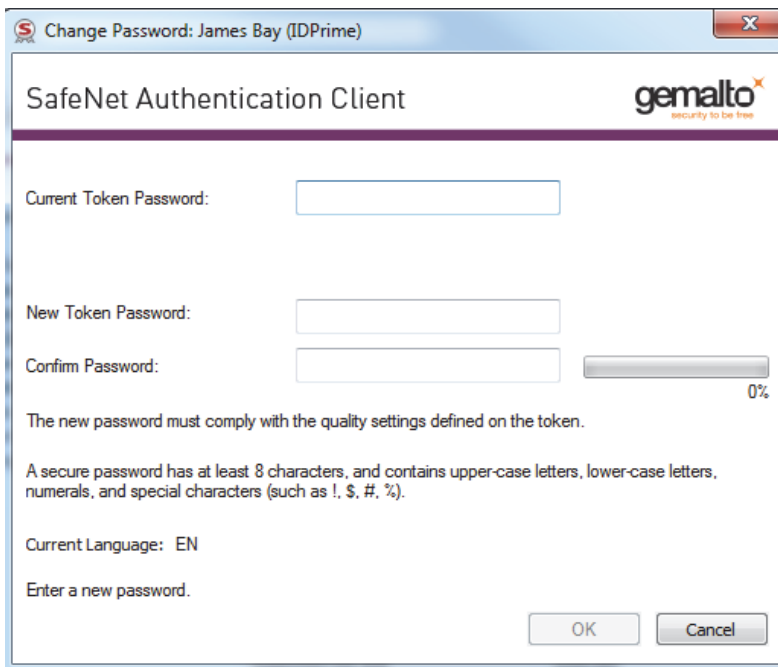 Change Password: James Bay (IDPrime)
SafeNet Authentication Client
gemalto
security to be free
Current Token Password:
New Token Password:
Confirm Password:
0%
The new password must comply with the quality settings defined on the token.
A secure password has at least 8 characters, and contains upper-case letters, lower-case letters,
numerals, and special characters (such as !, $, #, %).
Current Language: EN
Enter a new password.
OK
Cancel